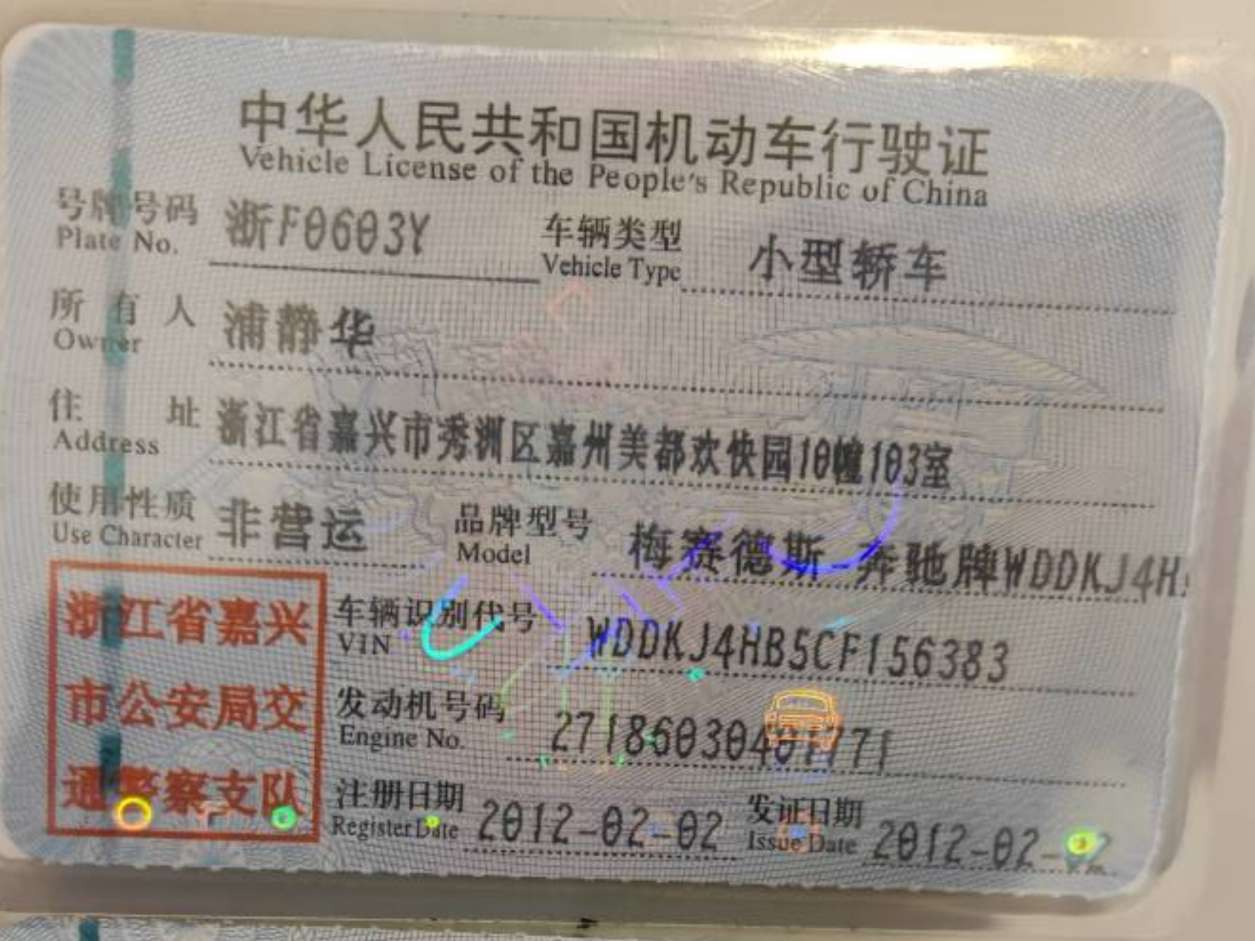 中华人民共和国机动车行驶证
Vehicle License of the People's Republic of China
号牌号码 浙F0603Y 车辆类型 小型轿车
Plate No. Vehicle Type
所有人 浦静华
Owner
住址 浙江省嘉兴市秀洲区嘉州美都欢快园10幢103室
Address
使用性质 非营运 品牌型号 梅赛德斯-奔驰牌WDDKJ4H
Use Character Model
浙江省嘉兴
市公安局交
通警察支队
车辆识别代号 WDDKJ4HB5CF156383
VIN
发动机号码 27186030401771
Engine No.
注册日期 2012-02-02 发证日期 2012-02-
Register Date Issue Date